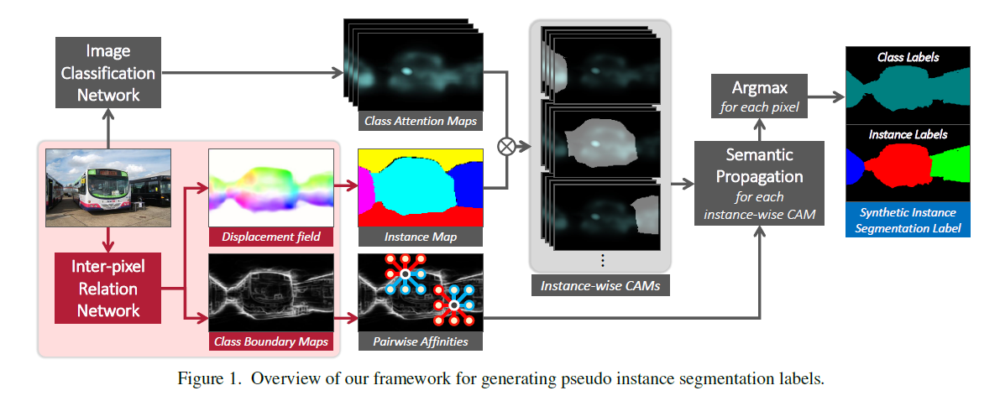 Image
Classification
Network
Class Attention Maps
Inter-pixel
Relation
Network
Displacement field
Class Boundary Maps
Instance Map
Pairwise Affinities
Instance-wise CAMs
Argmax
for each pixel
Semantic
Propagation
for each
instance-wise CAM
Class Labels
Instance Labels
Synthetic Instance
Segmentation Label
Figure 1. Overview of our framework for generating pseudo instance segmentation labels.